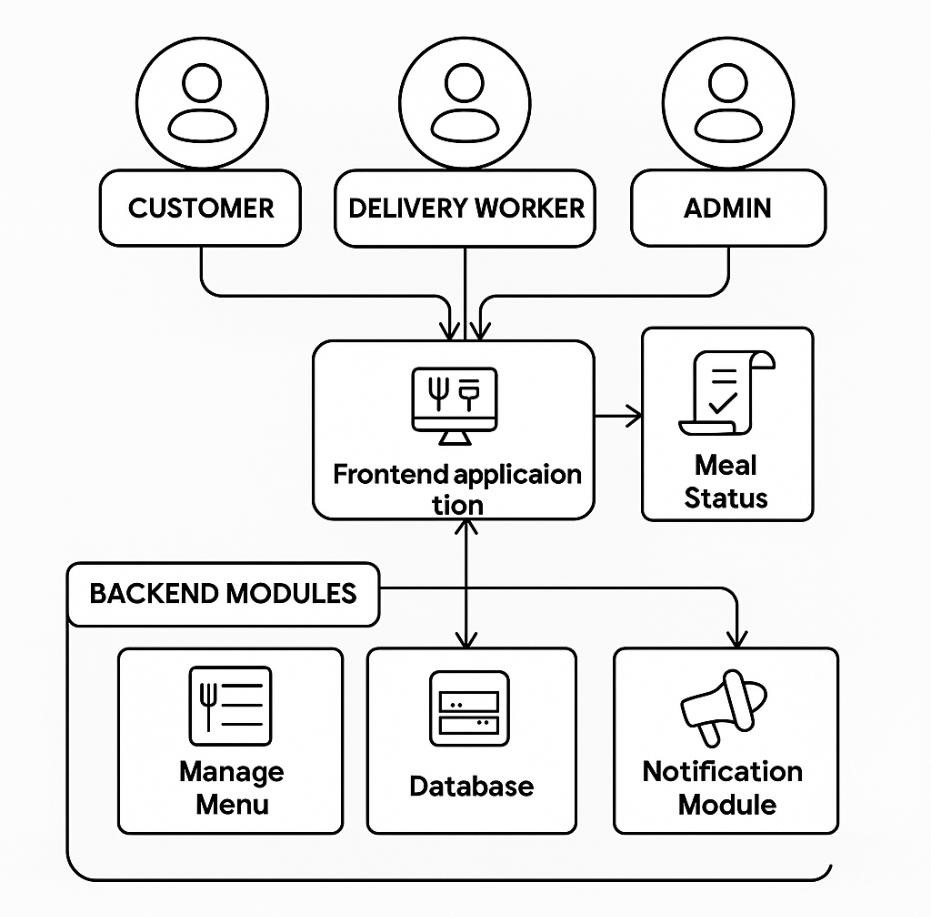 CUSTOMER
DELIVERY WORKER
ADMIN
Frontend applicaion
tion
Meal
Status
BACKEND MODULES
Manage
Menu
Database
Notification
Module